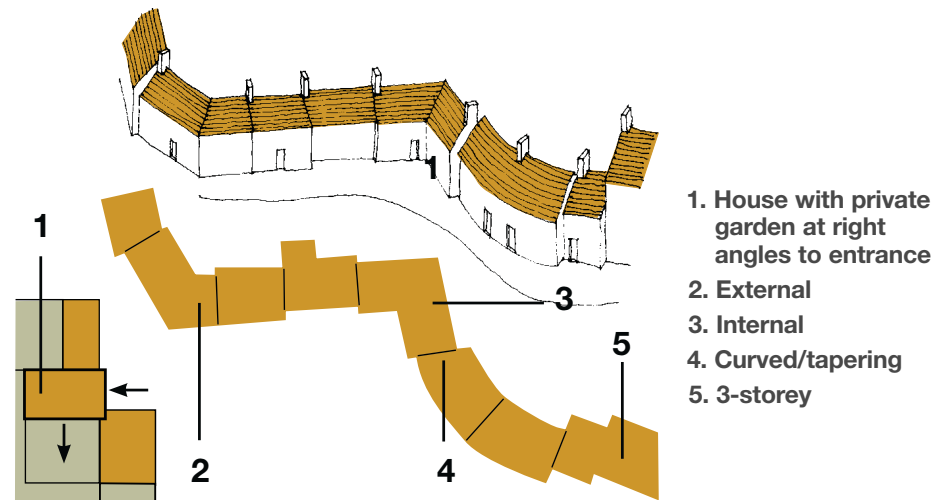 1
1
3
5
2
4
1. House with private
garden at right
angles to entrance
2. External
3. Internal
4. Curved/tapering
5. 3-storey